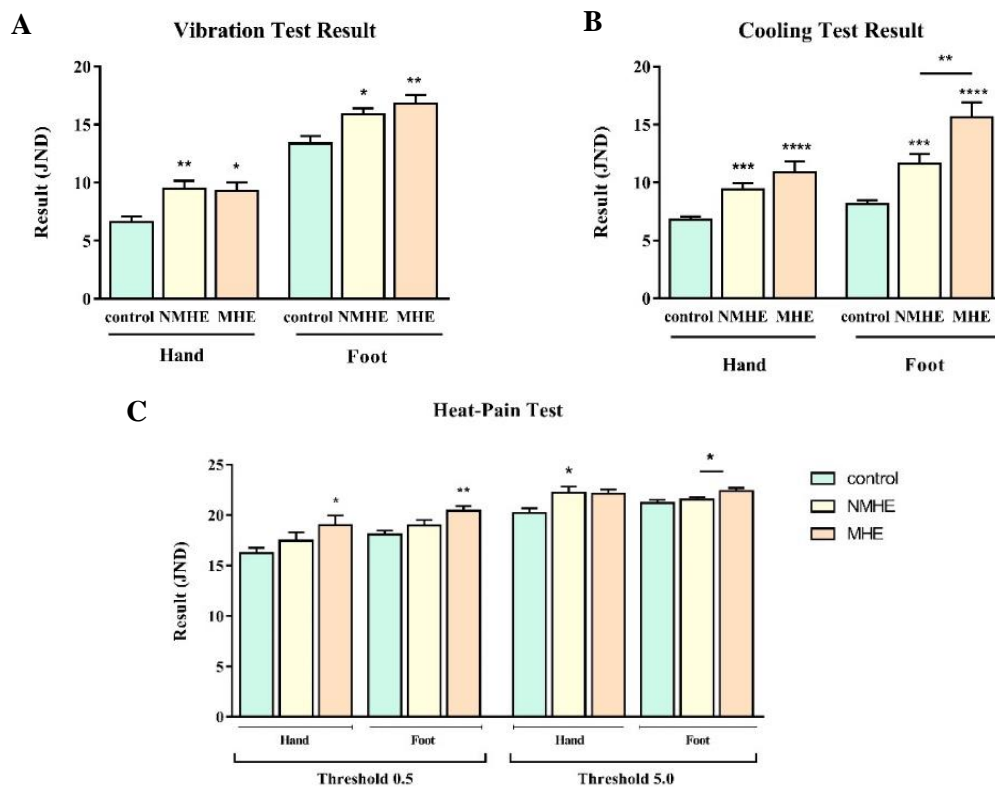 A
Vibration Test Result
Result (JND)
20
15
10
5
0
**
*
*
**
control NMHE MHE
control NMHE MHE
Hand
Foot
B
Cooling Test Result
Result (JND)
20
15
10
5
0
***
****
***
**
****
control NMHE MHE
control NMHE MHE
Hand
Foot
C
Heat-Pain Test
Result (JND)
25
20
15
10
5
0
*
**
*
*
Hand
Foot
Hand
Foot
Threshold 0.5
Threshold 5.0
control
NMHE
MHE